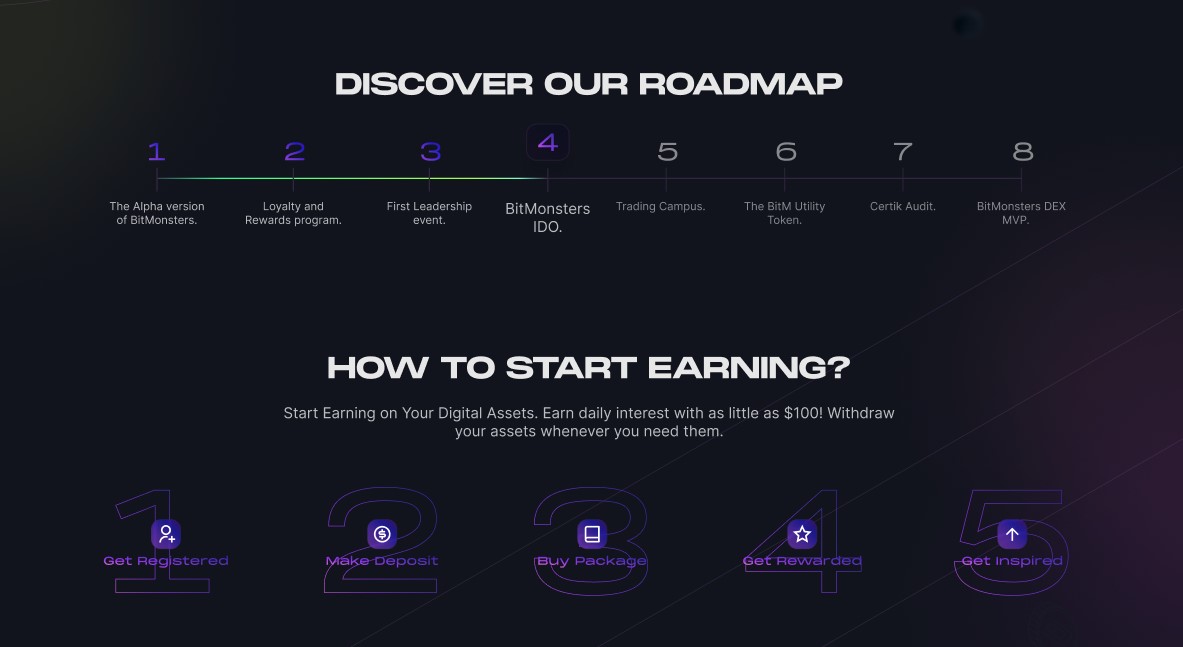 DISCOVER OUR ROADMAP
1 2 3 4 5 6 7 8
The Alpha version
of BitMonsters.
Loyalty and
Rewards program.
First Leadership
event.
BitMonsters
IDO.
Trading Campus.
The BitM Utility
Token.
Certik Audit.
BitMonsters DEX
MVP.
HOW TO START EARNING?
Start Earning on Your Digital Assets. Earn daily interest with as little as $100! Withdraw
your assets whenever you need them.
1 2 3 4 5
Get Registered
Make Deposit
Buy Package
Get Rewarded
Get Inspired